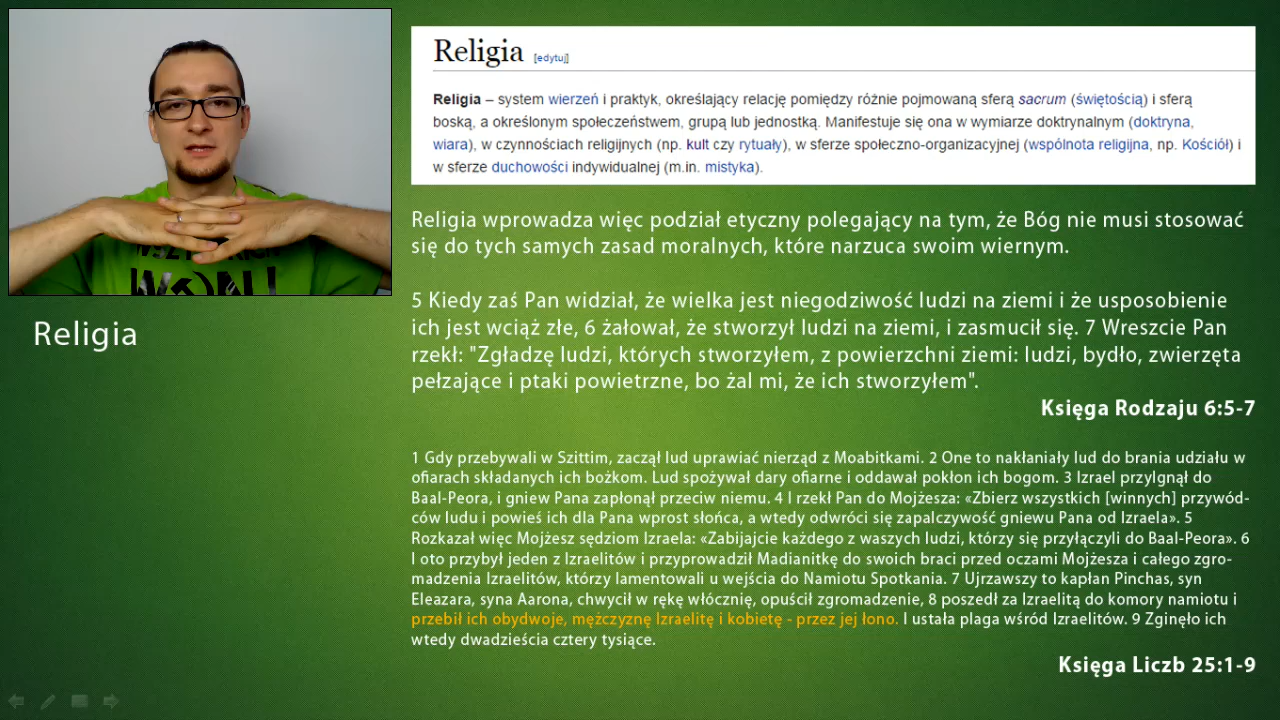 Religia [edytuj]
Religia – system wierzeń i praktyk, określający relację pomiędzy różnie pojmowaną sferą sacrum (świętością) i sferą
boską, a określonym społeczeństwem, grupą lub jednostką. Manifestuje się ona w wymiarze doktrynalnym (doktryna,
wiara), w czynnościach religijnych (np. kult czy rytuały), w sferze społeczno-organizacyjnej (wspólnota religijna, np. Kościół) i
w sferze duchowości indywidualnej (m.in. mistyka).
Religia wprowadza więc podział etyczny polegający na tym, że Bóg nie musi stosować
się do tych samych zasad moralnych, które narzuca swoim wiernym.
5 Kiedy zaś Pan widział, że wielka jest niegodziwość ludzi na ziemi i że usposobienie
ich jest wciąż złe, 6 żałował, że stworzył ludzi na ziemi, i zasmucił się. 7 Wreszcie Pan
rzekł: "Zgładzę ludzi, których stworzyłem, z powierzchni ziemi: ludzi, bydło, zwierzęta
pełzające i ptaki powietrzne, bo żal mi, że ich stworzyłem".
Księga Rodzaju 6:5-7
1 Gdy przebywali w Szittim, zaczął lud uprawiać nierząd z Moabitkami. 2 One to nakłaniały lud do brania udziału w
ofiarach składanych ich bożkom. Lud spożywał dary ofiarne i oddawał pokłon ich bogom. 3 Izrael przylgnął do
Baal-Peora, i gniew Pana zapłonął przeciw niemu. 4 I rzekł Pan do Mojżesza: «Zbierz wszystkich [winnych] przywód-
ców ludu i powieś ich dla Pana wprost słońca, a wtedy odwróci się zapalczywość gniewu Pana od Izraela». 5
Rozkazał więc Mojżesz sędziom Izraela: «Zabijajcie każdego z waszych ludzi, którzy się przyłączyli do Baal-Peora». 6
I oto przybył jeden z Izraelitów i przyprowadził Madianitkę do swoich braci przed oczami Mojżesza i całego zgro-
madzenia Izraelitów, którzy lamentowali u wejścia do Namiotu Spotkania. 7 Ujrzawszy to kapłan Pinchas, syn
Eleazara, syna Aarona, chwycił w rękę włócznię, opuścił zgromadzenie, 8 poszedł za Izraelitą do komory namiotu i
przebił ich obydwoje, mężczyznę Izraelitę i kobietę - przez jej łono. I ustała plaga wśród Izraelitów. 9 Zginęło ich
wtedy dwadzieścia cztery tysiące.
Księga Liczb 25:1-9
Religia